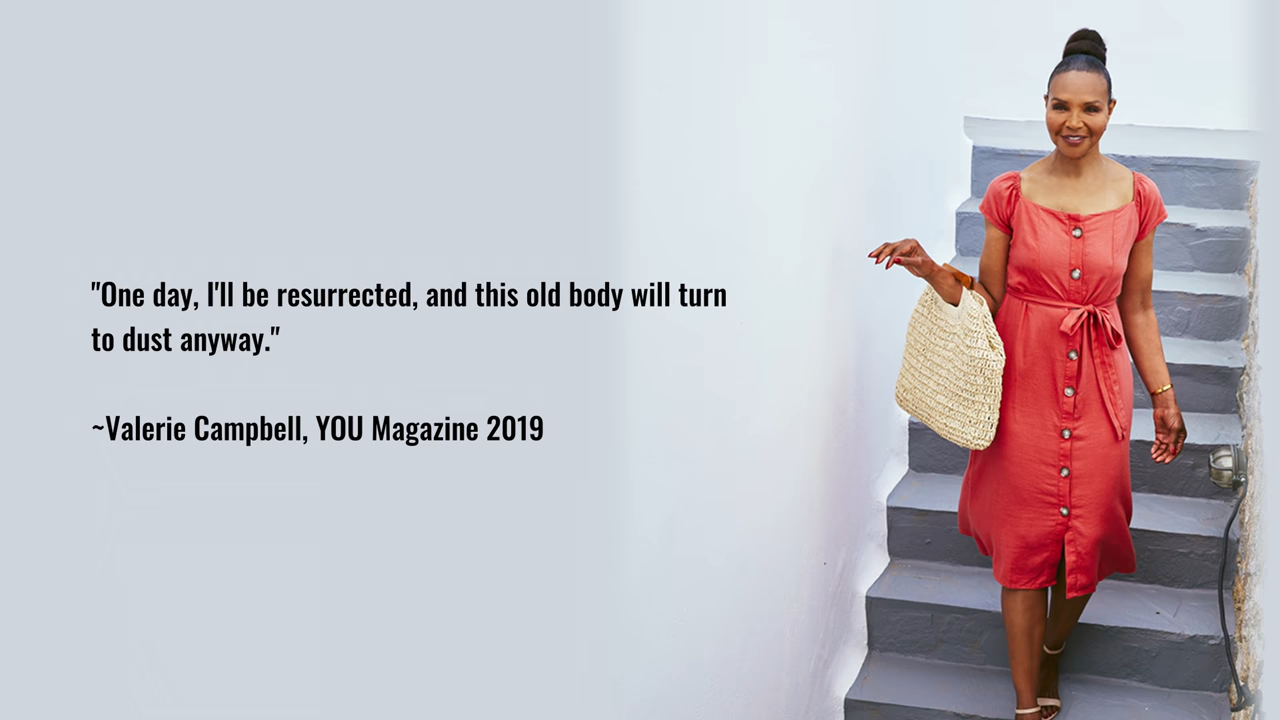 "One day, I'll be resurrected, and this old body will turn
to dust anyway."
~Valerie Campbell, YOU Magazine 2019